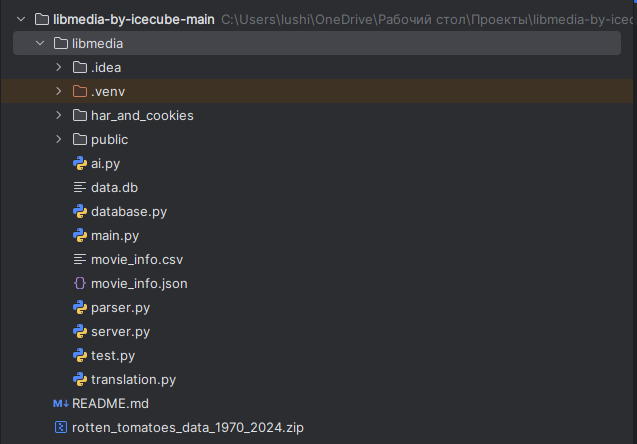 libmedia-by-icecube-main C:\Users\lushi\OneDrive\Рабочий стол\Проекты\libmedia-by-icec
libmedia
.idea
.venv
har_and_cookies
public
ai.py
data.db
database.py
main.py
movie_info.csv
movie_info.json
parser.py
server.py
test.py
translation.py
M↓ README.md
rotten_tomatoes_data_1970_2024.zip